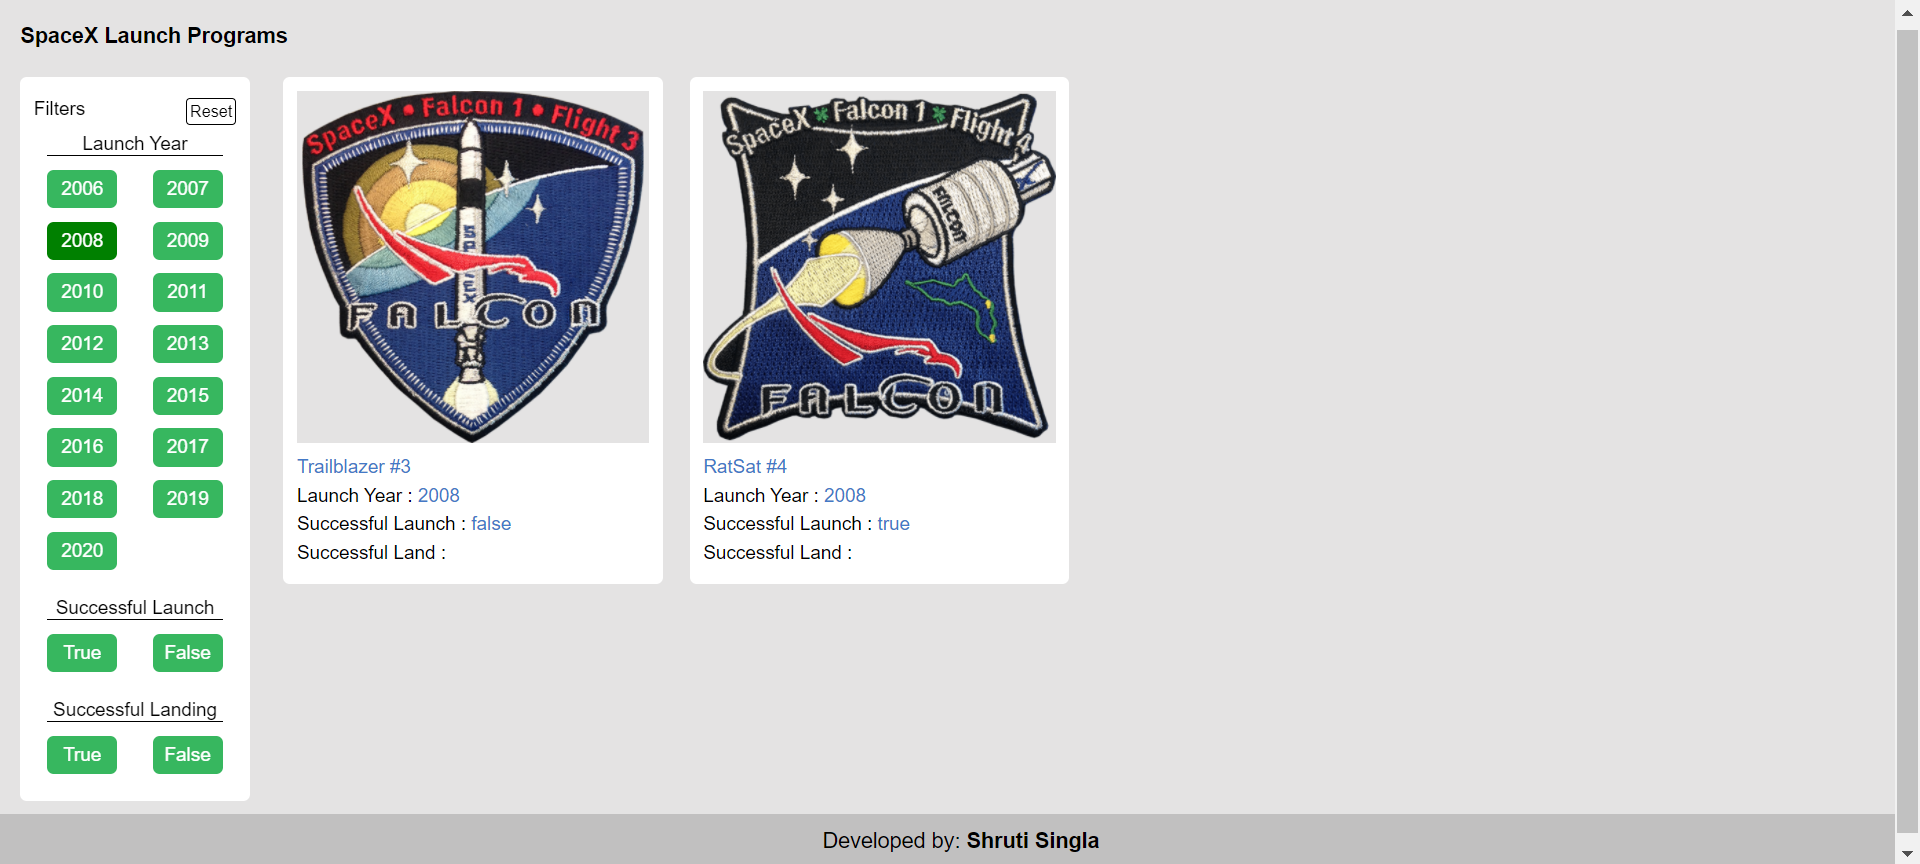 SpaceX Launch Programs
Filters
Reset
Launch Year
2006 2007
2008 2009
2010 2011
2012 2013
2014 2015
2016 2017
2018 2019
2020
Successful Launch
True False
Successful Landing
True False
SpaceX • Falcon 1 • Flight 3
SPACEX
FALCON
Trailblazer #3
Launch Year : 2008
Successful Launch : false
Successful Land :
SpaceX Falcon 1 Flight 4
FALCON
FALCON
RatSat #4
Launch Year : 2008
Successful Launch : true
Successful Land :
Developed by: Shruti Singla